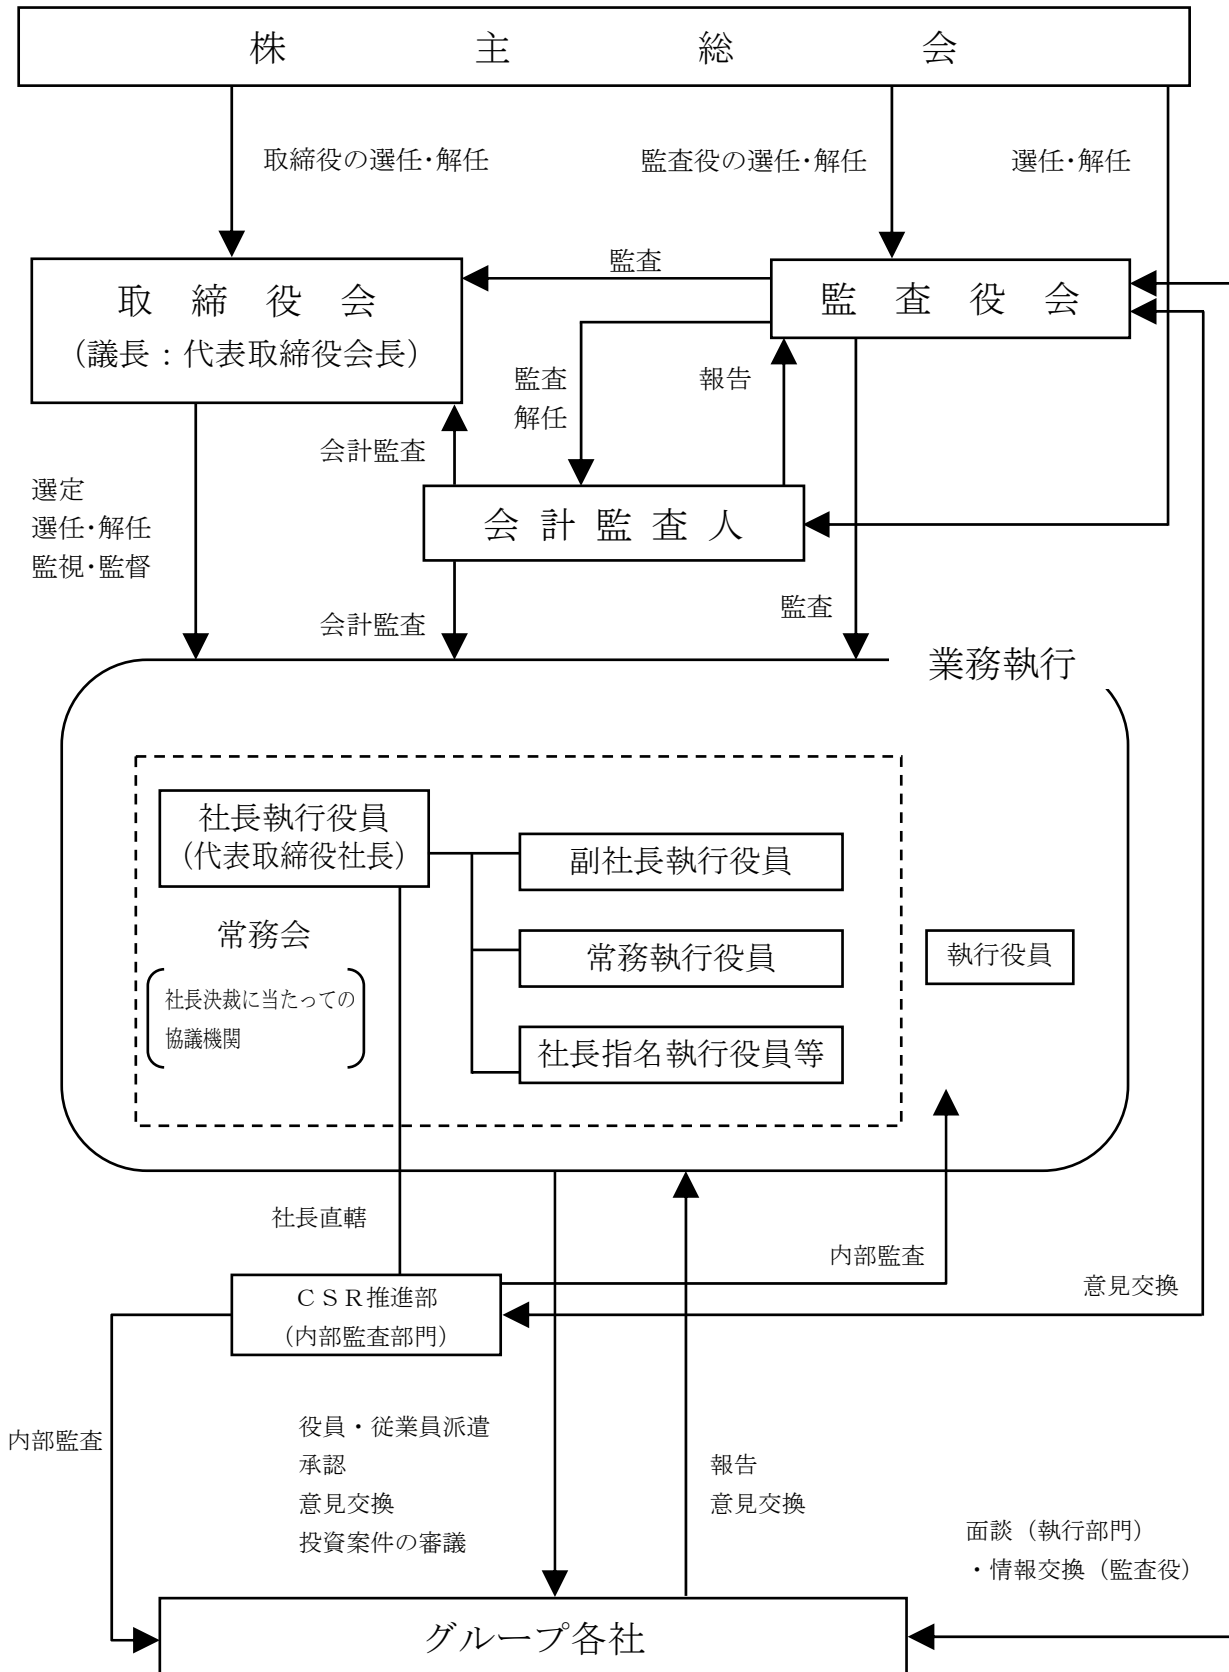 株主総会
取締役の選任・解任
監査役の選任・解任
選任・解任
監査
取締役会
（議長：代表取締役会長）
監査役会
監査
解任
報告
会計監査
選定
選任・解任
監視・監督
会計監査人
会計監査
監査
業務執行
社長執行役員
（代表取締役社長）
副社長執行役員
常務会
常務執行役員
執行役員
社長決裁に当たっての
協議機関
社長指名執行役員等
社長直轄
内部監査
意見交換
ＣＳＲ推進部
（内部監査部門）
内部監査
役員・従業員派遣
承認
意見交換
投資案件の審議
報告
意見交換
面談（執行部門）
・情報交換（監査役）
グループ各社